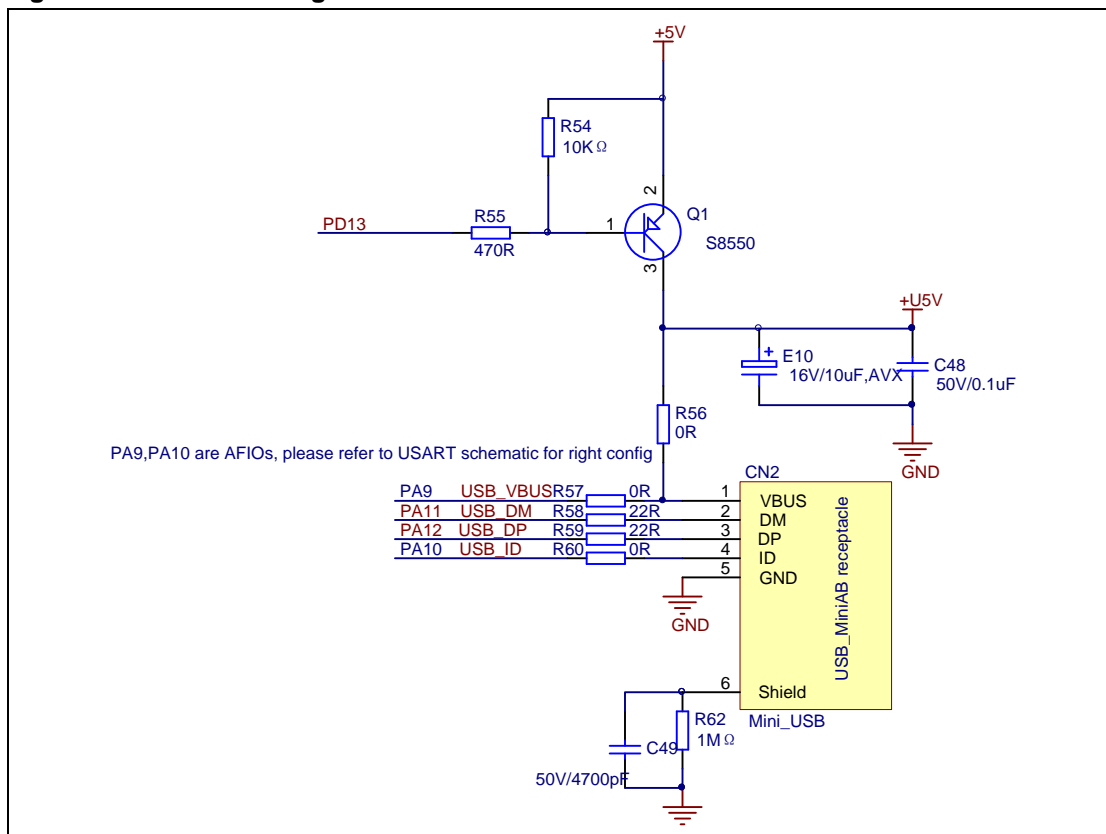 +5V
R54
10K Ω
2
Q1
PD13
R55
1
S8550
470R
3
+U5V
E10
C48
16V/10uF,AVX
50V/0.1uF
R56
0R
PA9,PA10 are AFIOs, please refer to USART schematic for right config
GND
CN2
PA9 USB_VBUS R57 0R 1 VBUS
PA11 USB_DM R58 22R 2 DM
PA12 USB_DP R59 22R 3 DP
PA10 USB_ID R60 0R 4 ID
5 GND
GND
USB_MiniAB receptacle
6 Shield
R62
Mini_USB
1M Ω
C49
50V/4700pF